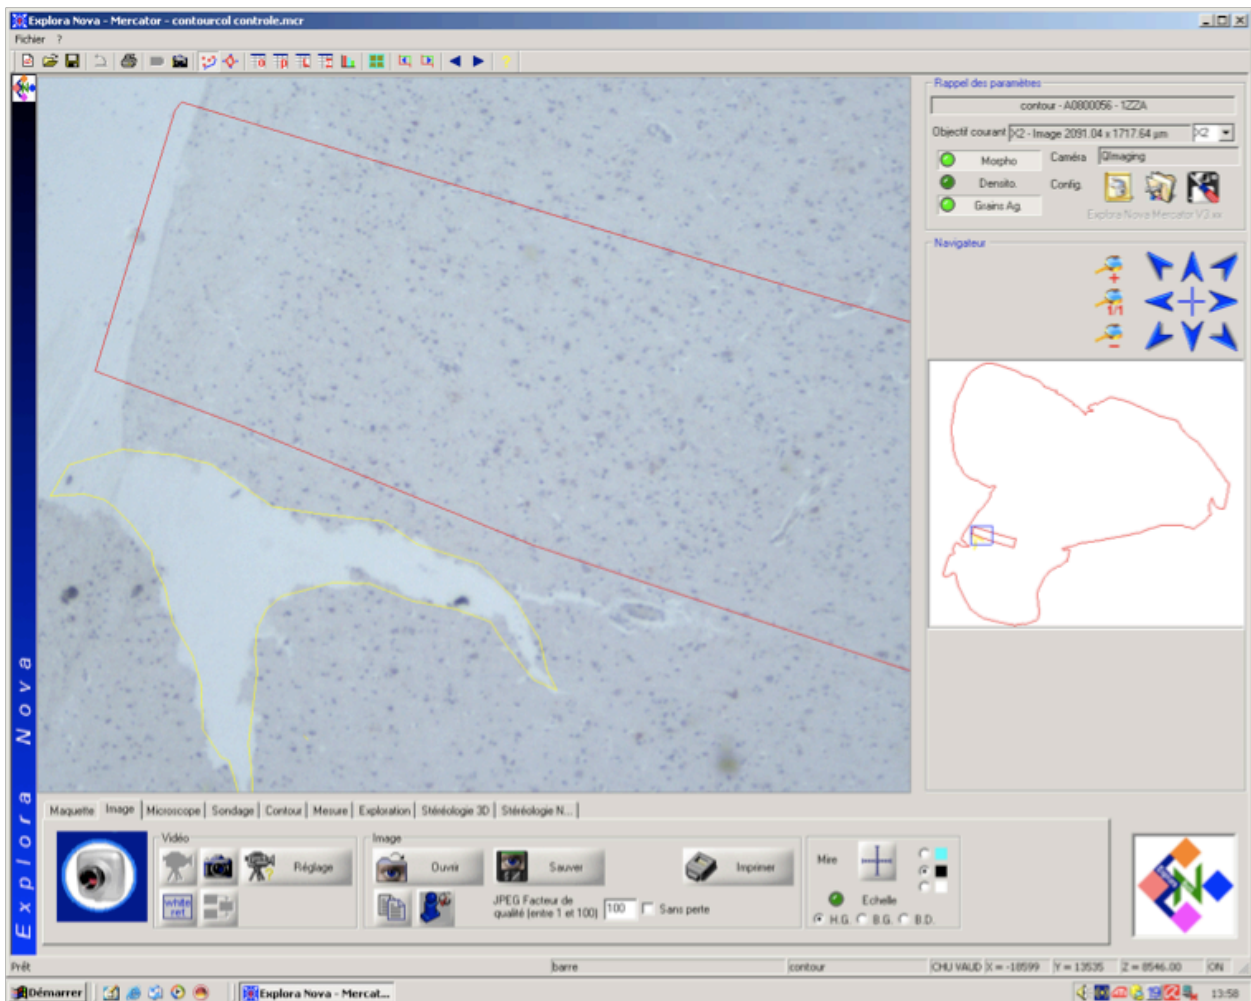 Explora Nova - Mercator - contourcol controle.mcr
Fichier ?
Rappel des paramètres
contour - A0800056 - 1ZZA
Objectif courant X2 - Image 2091.04 x 1717.64 µm X2
Morpho Caméra QImaging
Densito. Config.
Grains Ag.
Explora Nova Mercator V3
Navigateur
1/1
Explora Nova
Maquette Image Microscope Sondage Contour Mesure Exploration Stéréologie 3D Stéréologie N...
Vidéo
Réglage
white
ref.
Image
Ouvrir Sauver Imprimer
JPEG Facteur de
qualité (entre 1 et 100) 100 Sans perte
Mire
Echelle
H.G. B.G. B.D.
Prêt barre contour CHU VAUD X = -18599 Y = 13535 Z = 8546.00 ON
Démarrer Explora Nova - Mercat... 13:58